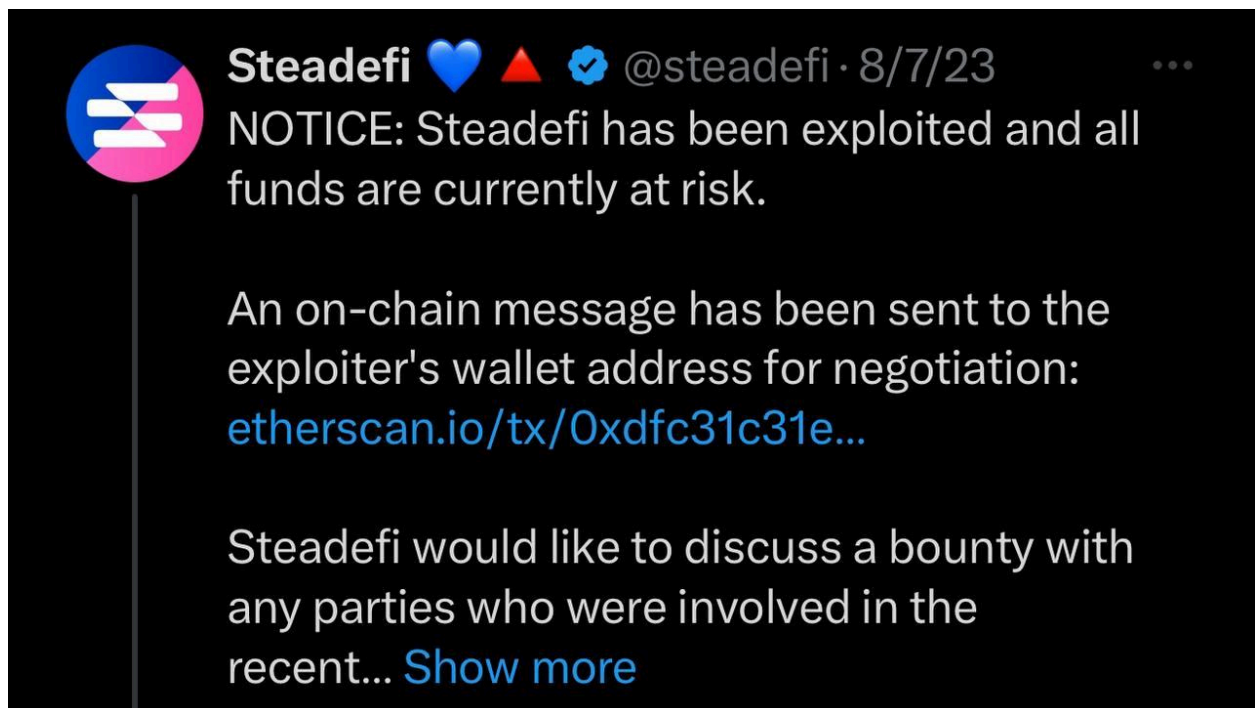 Steadefi 💙 🔺 @steadefi · 8/7/23
NOTICE: Steadefi has been exploited and all
funds are currently at risk.
An on-chain message has been sent to the
exploiter's wallet address for negotiation:
etherscan.io/tx/0xdfc31c31e...
Steadefi would like to discuss a bounty with
any parties who were involved in the
recent... Show more